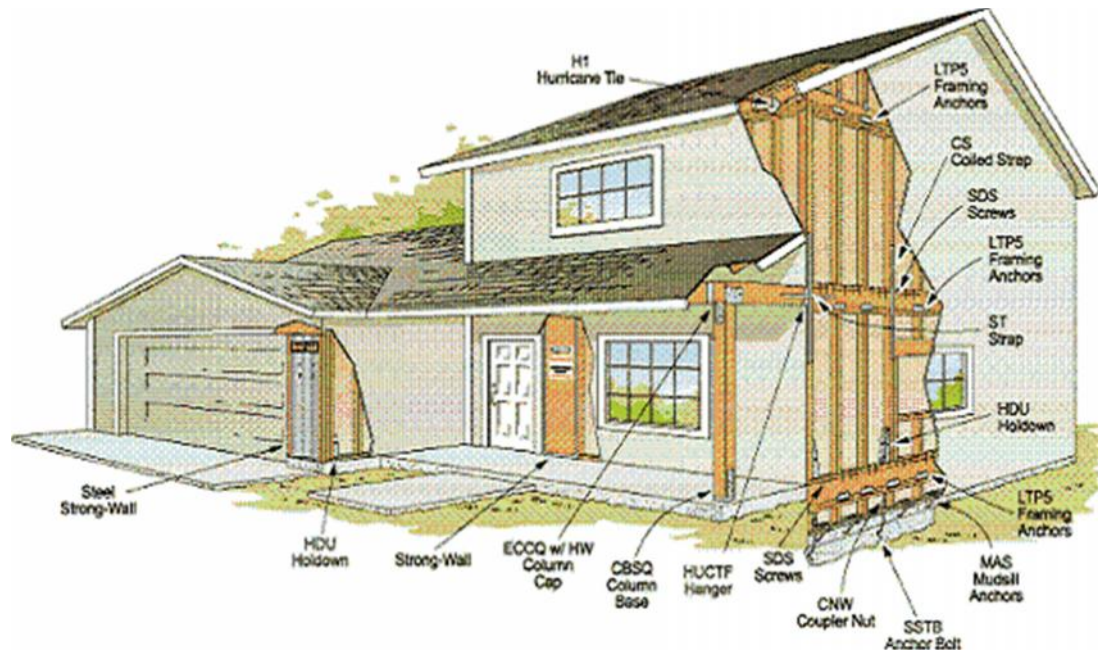 H1
Hurricane Tie
LTP5
Framing
Anchors
CS
Coiled Strap
SDS
Screws
LTP5
Framing
Anchors
ST
Strap
HDU
Holdown
LTP5
Framing
Anchors
MAS
Mudsill
Anchors
SSTB
Anchor Bolt
CNW
Coupler Nut
SDS
Screws
HUCTF
Hanger
CBSQ
Column
Base
ECCQ w/ HW
Column
Cap
Strong-Wall
HDU
Holdown
Steel
Strong-Wall